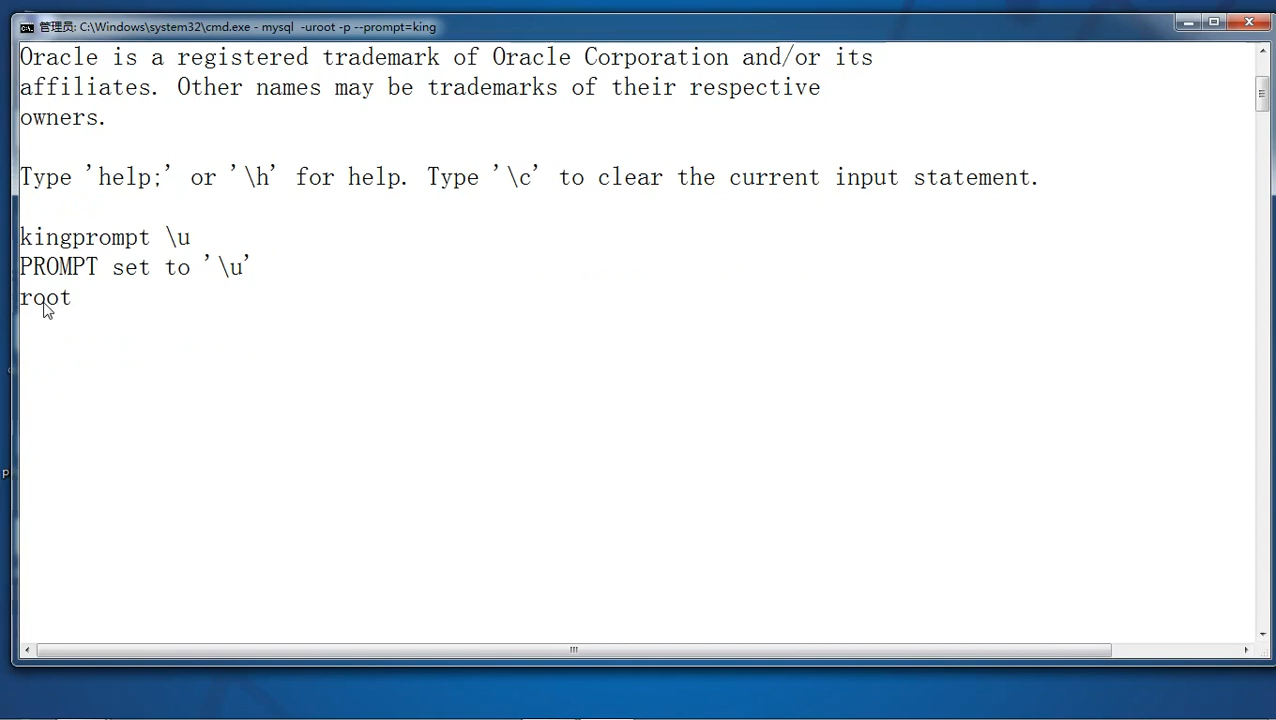 管理员: C:\Windows\system32\cmd.exe - mysql  -uroot -p --prompt=king
Oracle is a registered trademark of Oracle Corporation and/or its
affiliates. Other names may be trademarks of their respective
owners.
Type 'help;' or '\h' for help. Type '\c' to clear the current input statement.
kingprompt \u
PROMPT set to '\u'
root
p